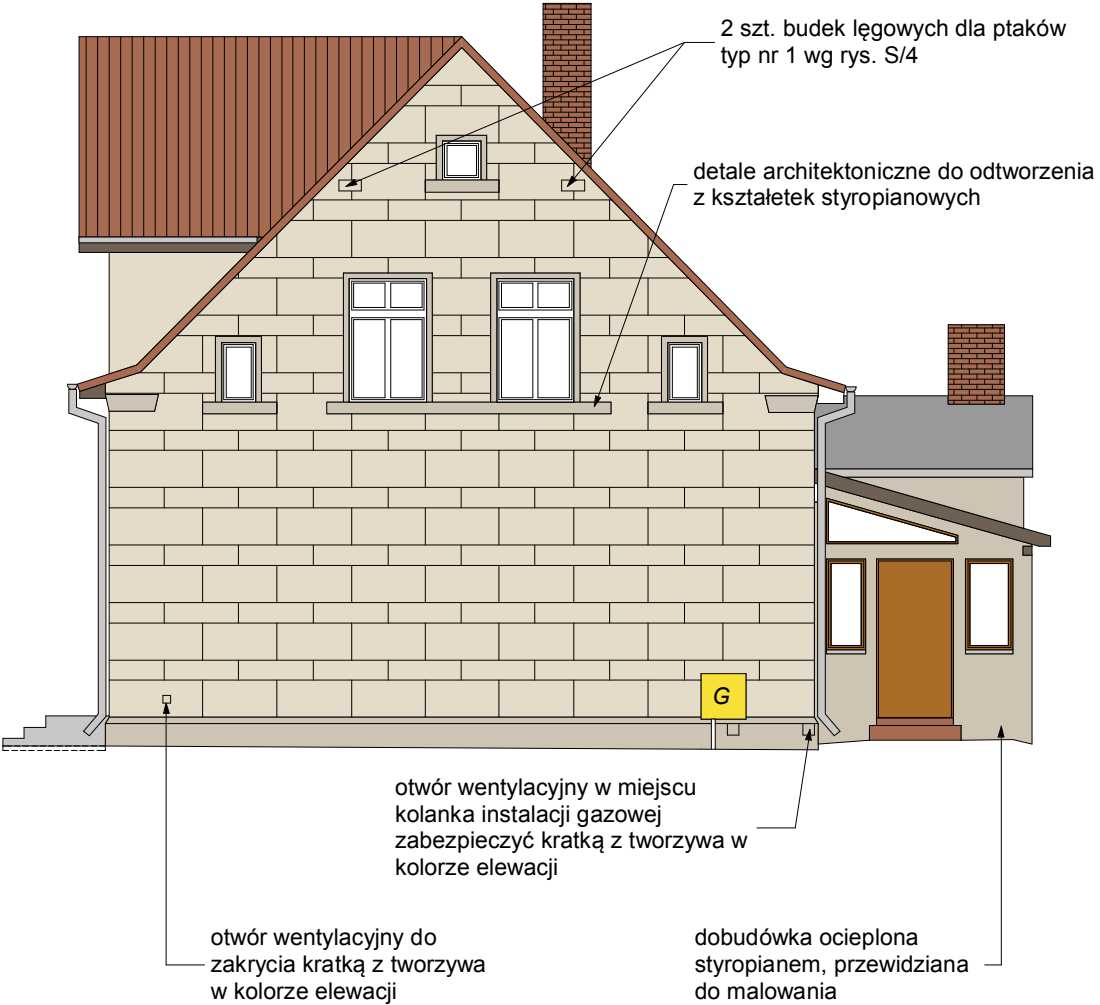 2 szt. budek lęgowych dla ptaków
typ nr 1 wg rys. S/4
detale architektoniczne do odtworzenia
z kształetek styropianowych
G
otwór wentylacyjny w miejscu
kolanka instalacji gazowej
zabezpieczyć kratką z tworzywa w
kolorze elewacji
otwór wentylacyjny do
zakrycia kratką z tworzywa
w kolorze elewacji
dobudówka ocieplona
styropianem, przewidziana
do malowania